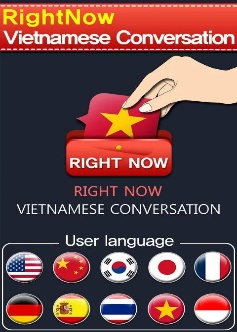 RightNow
Vietnamese Conversation
RIGHT NOW
RIGHT NOW
VIETNAMESE CONVERSATION
User language